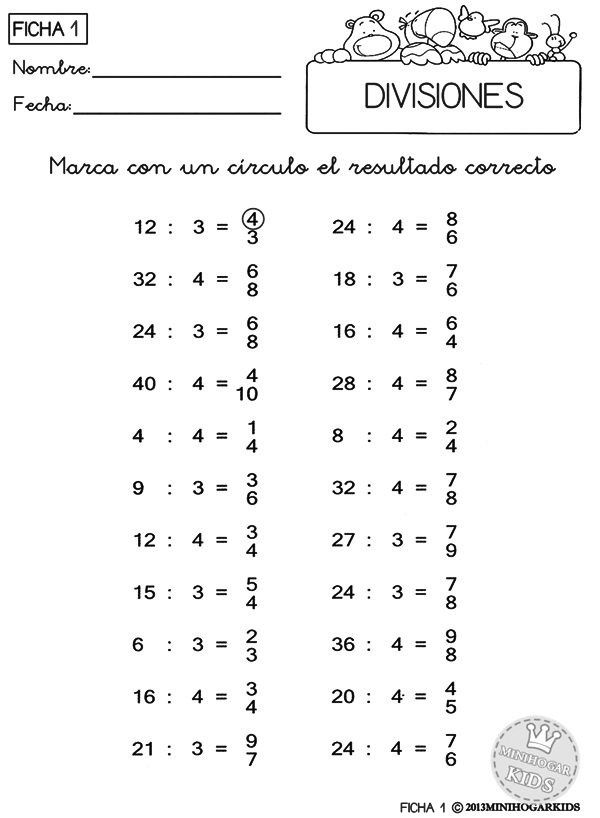 FICHA 1
Nombre:
Fecha:
DIVISIONES
Marca con un círculo el resultado correcto
12 : 3 = 4 3
24 : 4 = 8 6
32 : 4 = 6 8
18 : 3 = 7 6
24 : 3 = 6 8
16 : 4 = 6 4
40 : 4 = 4 10
28 : 4 = 8 7
4 : 4 = 1 4
8 : 4 = 2 4
9 : 3 = 3 6
32 : 4 = 7 8
12 : 4 = 3 4
27 : 3 = 7 9
15 : 3 = 5 4
24 : 3 = 7 8
6 : 3 = 2 3
36 : 4 = 9 8
16 : 4 = 3 4
20 : 4 = 4 5
21 : 3 = 9 7
24 : 4 = 7 6
MINIHOGAR
KIDS
FICHA 1 © 2013MINIHOGARKIDS